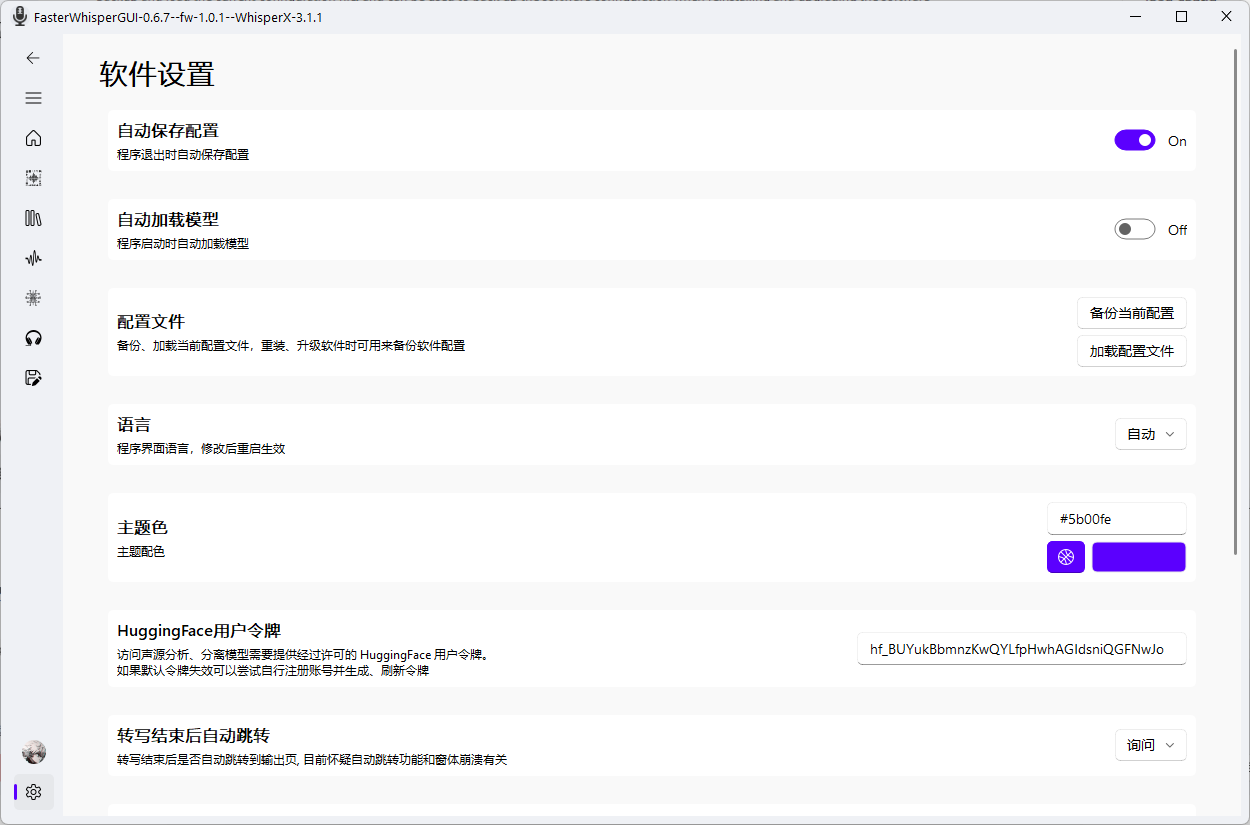 FasterWhisperGUI-0.6.7--fw-1.0.1--WhisperX-3.1.1
软件设置
自动保存配置
程序退出时自动保存配置
On
自动加载模型
程序启动时自动加载模型
Off
配置文件
备份、加载当前配置文件，重装、升级软件时可用来备份软件配置
备份当前配置
加载配置文件
语言
程序界面语言，修改后重启生效
自动
主题色
主题配色
#5b00fe
HuggingFace用户令牌
访问声源分析、分离模型需要提供经过许可的 HuggingFace 用户令牌。
如果默认令牌失效可以尝试自行注册账号并生成、刷新令牌
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
转写结束后自动跳转
转写结束后是否自动跳转到输出页, 目前怀疑自动跳转功能和窗体崩溃有关
询问